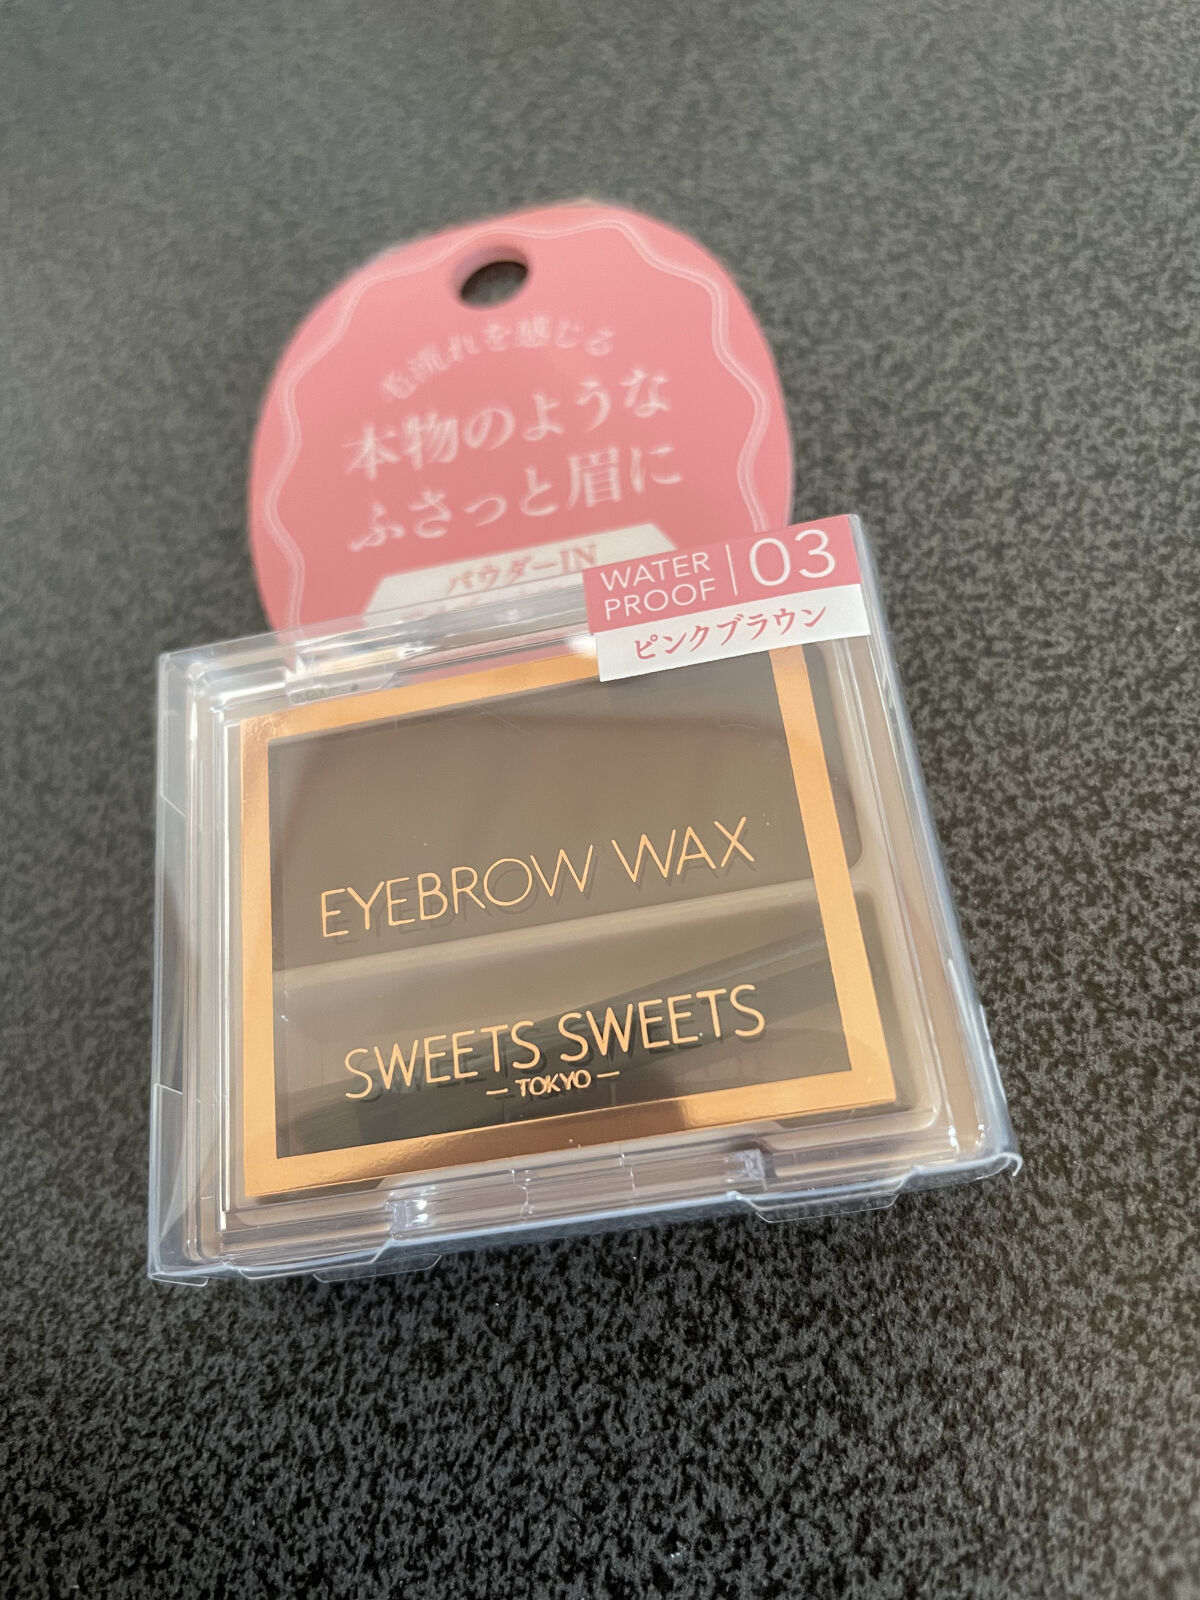 毛流れを感じる
本物のような
ふさっと眉に
パウダーIN
WATER
PROOF
03
ピンクブラウン
EYEBROW WAX
SWEETS SWEETS
TOKYO